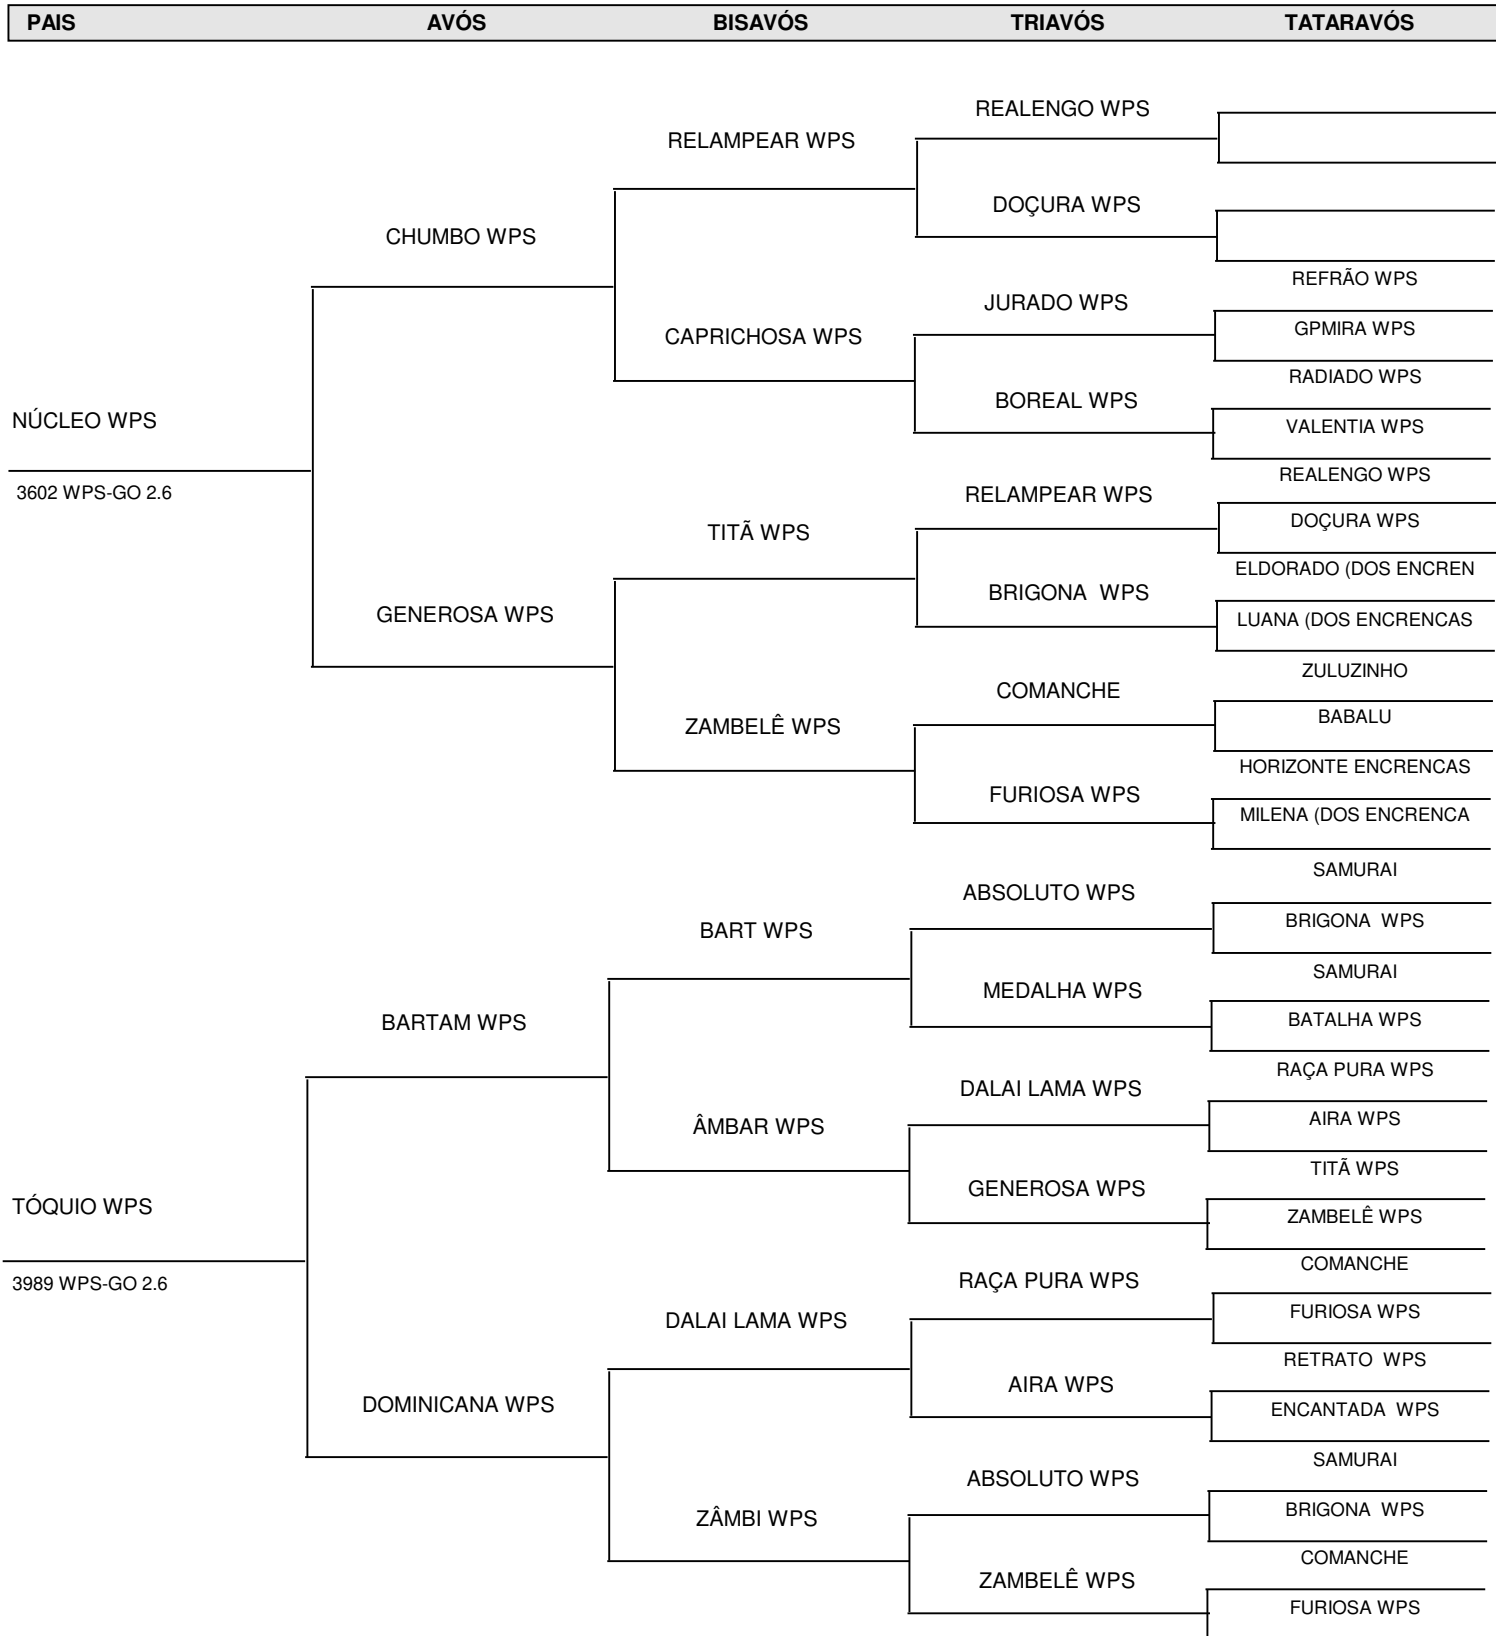 PAIS AVÓS BISAVÓS TRIAVÓS TATARAVÓS
REALENGO WPS
RELAMPEAR WPS
DOÇURA WPS
CHUMBO WPS
REFRÃO WPS
JURADO WPS
GPMIRA WPS
CAPRICHOSA WPS
RADIADO WPS
BOREAL WPS
NÚCLEO WPS
VALENTIA WPS
REALENGO WPS
3602 WPS-GO 2.6
RELAMPEAR WPS
DOÇURA WPS
TITÃ WPS
ELDORADO (DOS ENCREN
BRIGONA  WPS
GENEROSA WPS
LUANA (DOS ENCRENCAS
ZULUZINHO
COMANCHE
BABALU
ZAMBELÊ WPS
HORIZONTE ENCRENCAS
FURIOSA WPS
MILENA (DOS ENCRENCA
SAMURAI
ABSOLUTO WPS
BRIGONA  WPS
BART WPS
SAMURAI
MEDALHA WPS
BATALHA WPS
BARTAM WPS
RAÇA PURA WPS
DALAI LAMA WPS
AIRA WPS
ÂMBAR WPS
TITÃ WPS
GENEROSA WPS
TÓQUIO WPS
ZAMBELÊ WPS
COMANCHE
3989 WPS-GO 2.6
RAÇA PURA WPS
FURIOSA WPS
DALAI LAMA WPS
RETRATO  WPS
AIRA WPS
DOMINICANA WPS
ENCANTADA  WPS
SAMURAI
ABSOLUTO WPS
BRIGONA  WPS
ZÂMBI WPS
COMANCHE
ZAMBELÊ WPS
FURIOSA WPS